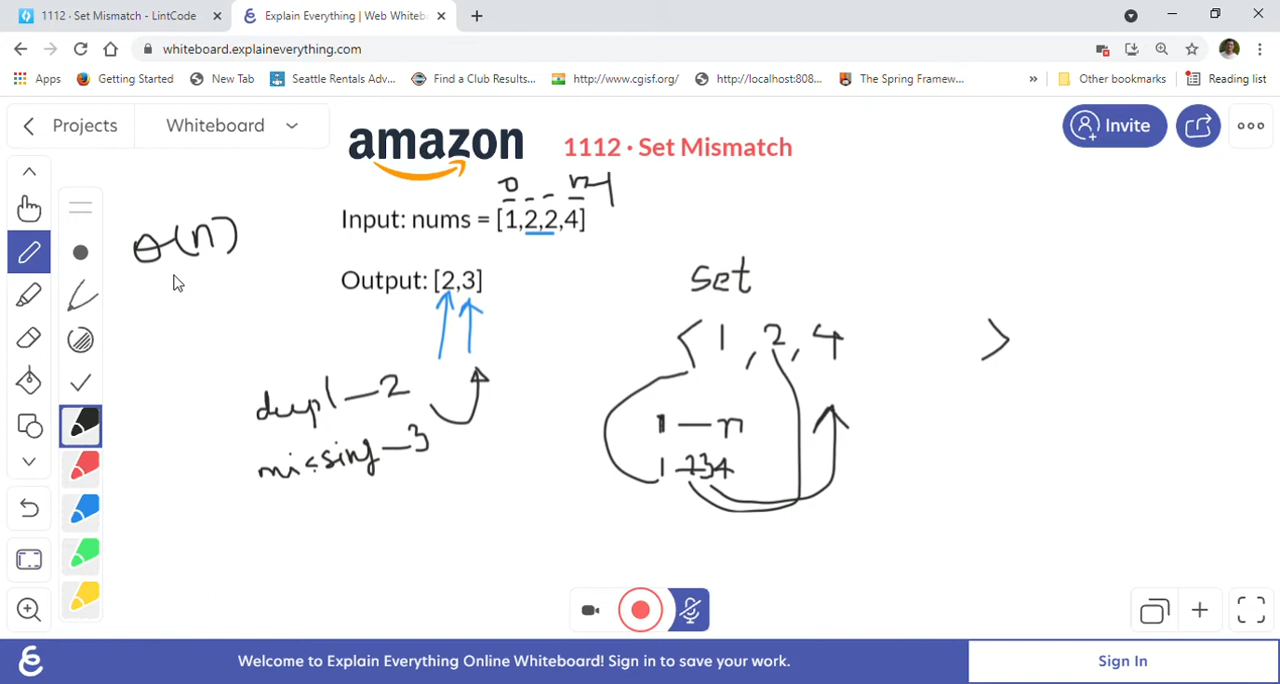 1112 · Set Mismatch - LintCode
Explain Everything | Web Whiteb
whiteboard.explaineverything.com
Apps
Getting Started
New Tab
Seattle Rentals Adv...
Find a Club Results...
http://www.cgisf.org/
http://localhost:808...
The Spring Framew...
»
Other bookmarks
Reading list
Projects
Whiteboard
amazon
1112 · Set Mismatch
Invite
0 - - n-1
Input: nums = [1,2,2,4]
θ(n)
Output: [2,3]
set
< 1, 2, 4 >
dupl - 2
missing - 3
1 - n
1 2 3 4
Welcome to Explain Everything Online Whiteboard! Sign in to save your work.
Sign In